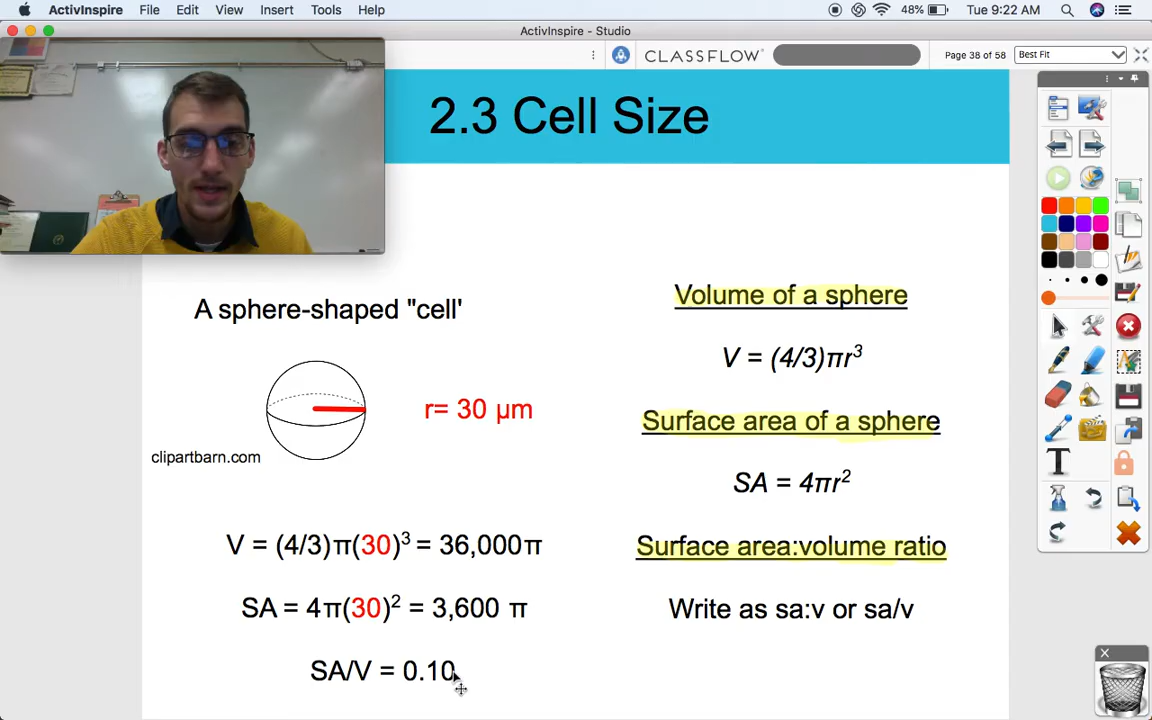 ActivInspire File Edit View Insert Tools Help 48% Tue 9:22 AM
ActivInspire - Studio
CLASSFLOW Page 38 of 58 Best Fit
2.3 Cell Size
A sphere-shaped "cell'
r= 30 µm
clipartbarn.com
V = (4/3)π(30)³ = 36,000π
SA = 4π(30)² = 3,600 π
SA/V = 0.10
Volume of a sphere
V = (4/3)πr³
Surface area of a sphere
SA = 4πr²
Surface area:volume ratio
Write as sa:v or sa/v
T